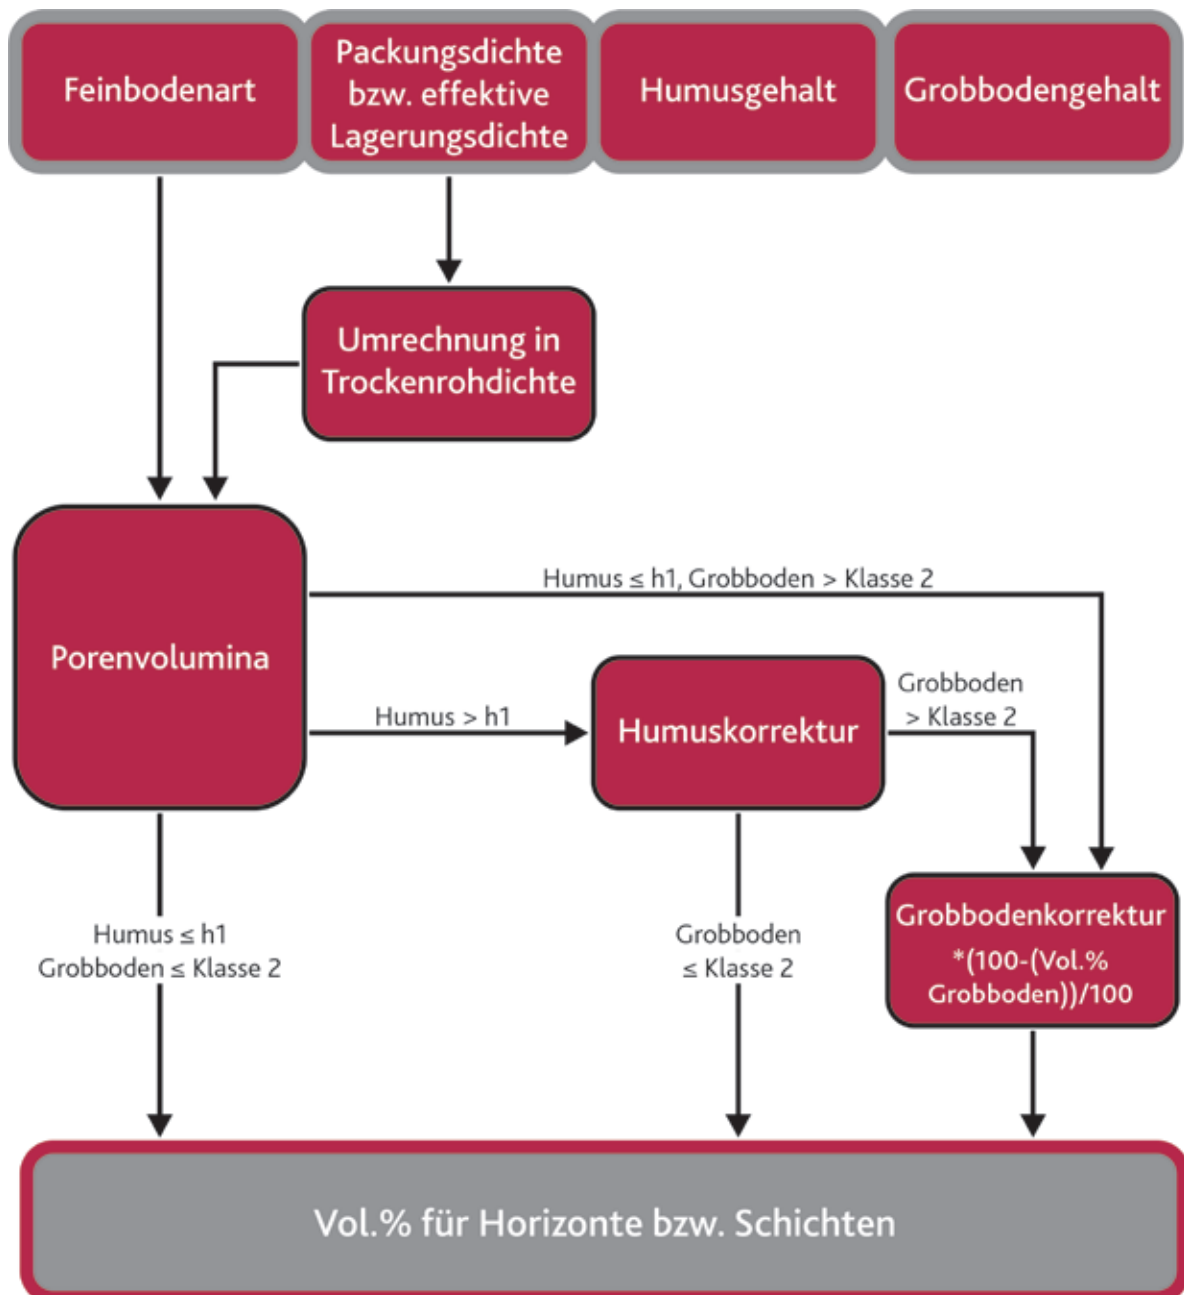 Feinbodenart
Packungsdichte
bzw. effektive
Lagerungsdichte
Humusgehalt
Grobbodengehalt
Umrechnung in
Trockenrohdichte
Porenvolumina
Humus ≤ h1, Grobboden > Klasse 2
Humus > h1
Humuskorrektur
Grobboden
> Klasse 2
Humus ≤ h1
Grobboden ≤ Klasse 2
Grobboden
≤ Klasse 2
Grobbodenkorrektur
*(100-(Vol.%
Grobboden))/100
Vol.% für Horizonte bzw. Schichten